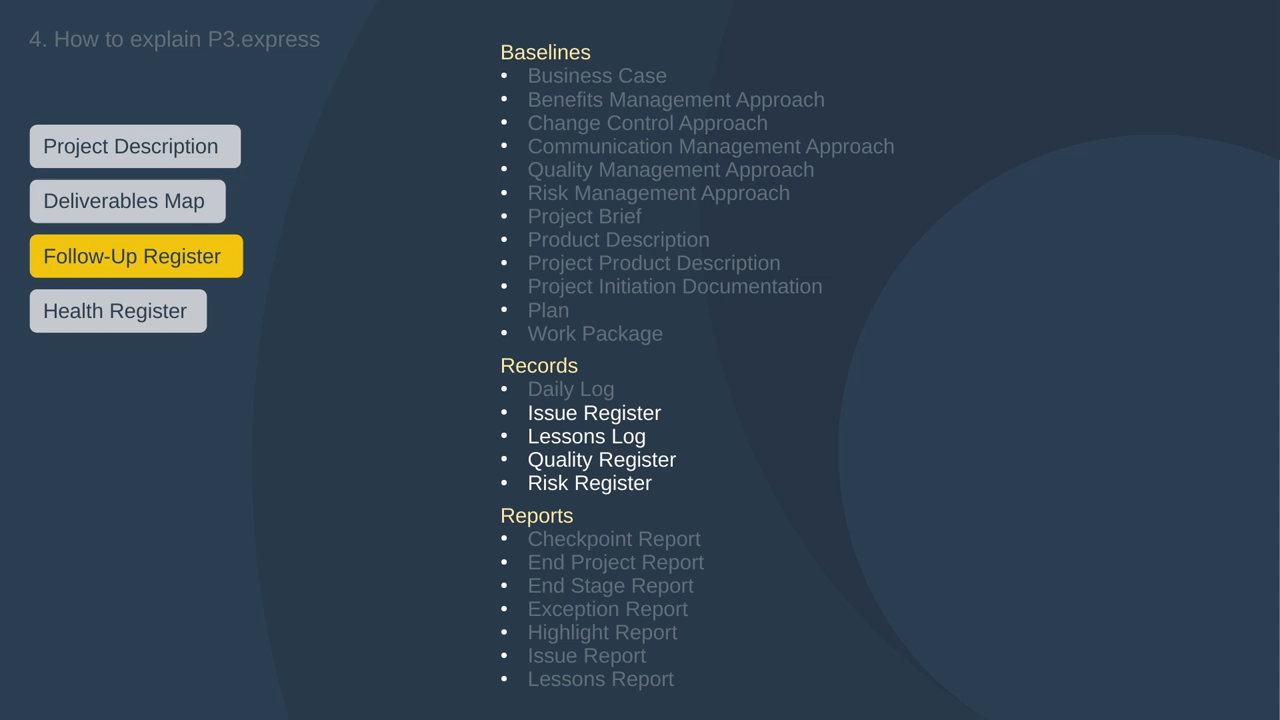 4. How to explain P3.express
Project Description
Deliverables Map
Follow-Up Register
Health Register
Baselines
• Business Case
• Benefits Management Approach
• Change Control Approach
• Communication Management Approach
• Quality Management Approach
• Risk Management Approach
• Project Brief
• Product Description
• Project Product Description
• Project Initiation Documentation
• Plan
• Work Package
Records
• Daily Log
• Issue Register
• Lessons Log
• Quality Register
• Risk Register
Reports
• Checkpoint Report
• End Project Report
• End Stage Report
• Exception Report
• Highlight Report
• Issue Report
• Lessons Report